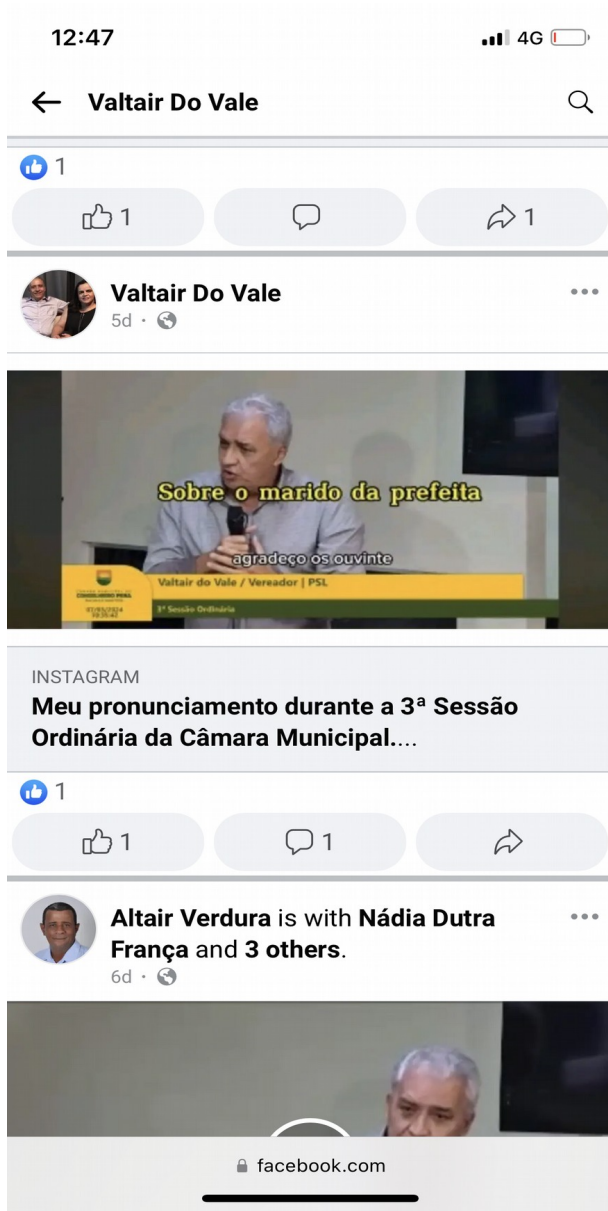 12:47
4G
Valtair Do Vale
1
1
1
Valtair Do Vale
5d ·
Sobre o marido da prefeita
agradeço os ouvinte
Valtair do Vale / Vereador | PSL
CONSELHEIRO PENA
3ª Sessão Ordinária
INSTAGRAM
Meu pronunciamento durante a 3ª Sessão
Ordinária da Câmara Municipal....
1
1
1
Altair Verdura is with Nádia Dutra
França and 3 others.
6d ·
facebook.com